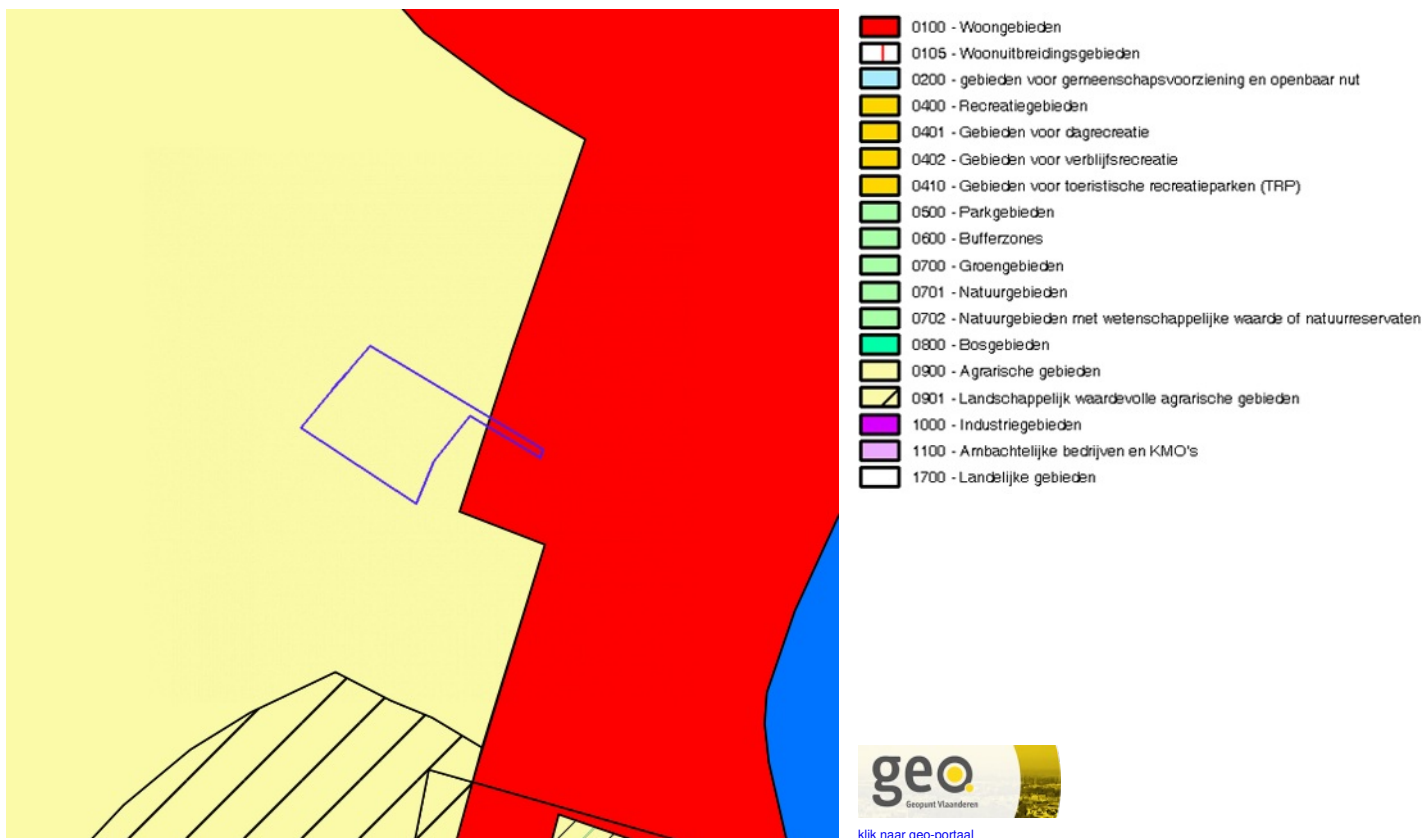 0100 - Woongebieden
0105 - Woonuitbreidingsgebieden
0200 - gebieden voor gemeenschapsvoorziening en openbaar nut
0400 - Recreatiegebieden
0401 - Gebieden voor dagrecreatie
0402 - Gebieden voor verblijfsrecreatie
0410 - Gebieden voor toeristische recreatieparken (TRP)
0500 - Parkgebieden
0600 - Bufferzones
0700 - Groengebieden
0701 - Natuurgebieden
0702 - Natuurgebieden met wetenschappelijke waarde of natuurreservaten
0800 - Bosgebieden
0900 - Agrarische gebieden
0901 - Landschappelijk waardevolle agrarische gebieden
1000 - Industriegebieden
1100 - Ambachtelijke bedrijven en KMO's
1700 - Landelijke gebieden
geo
Geopunt Vlaanderen
klik naar geo-portaal